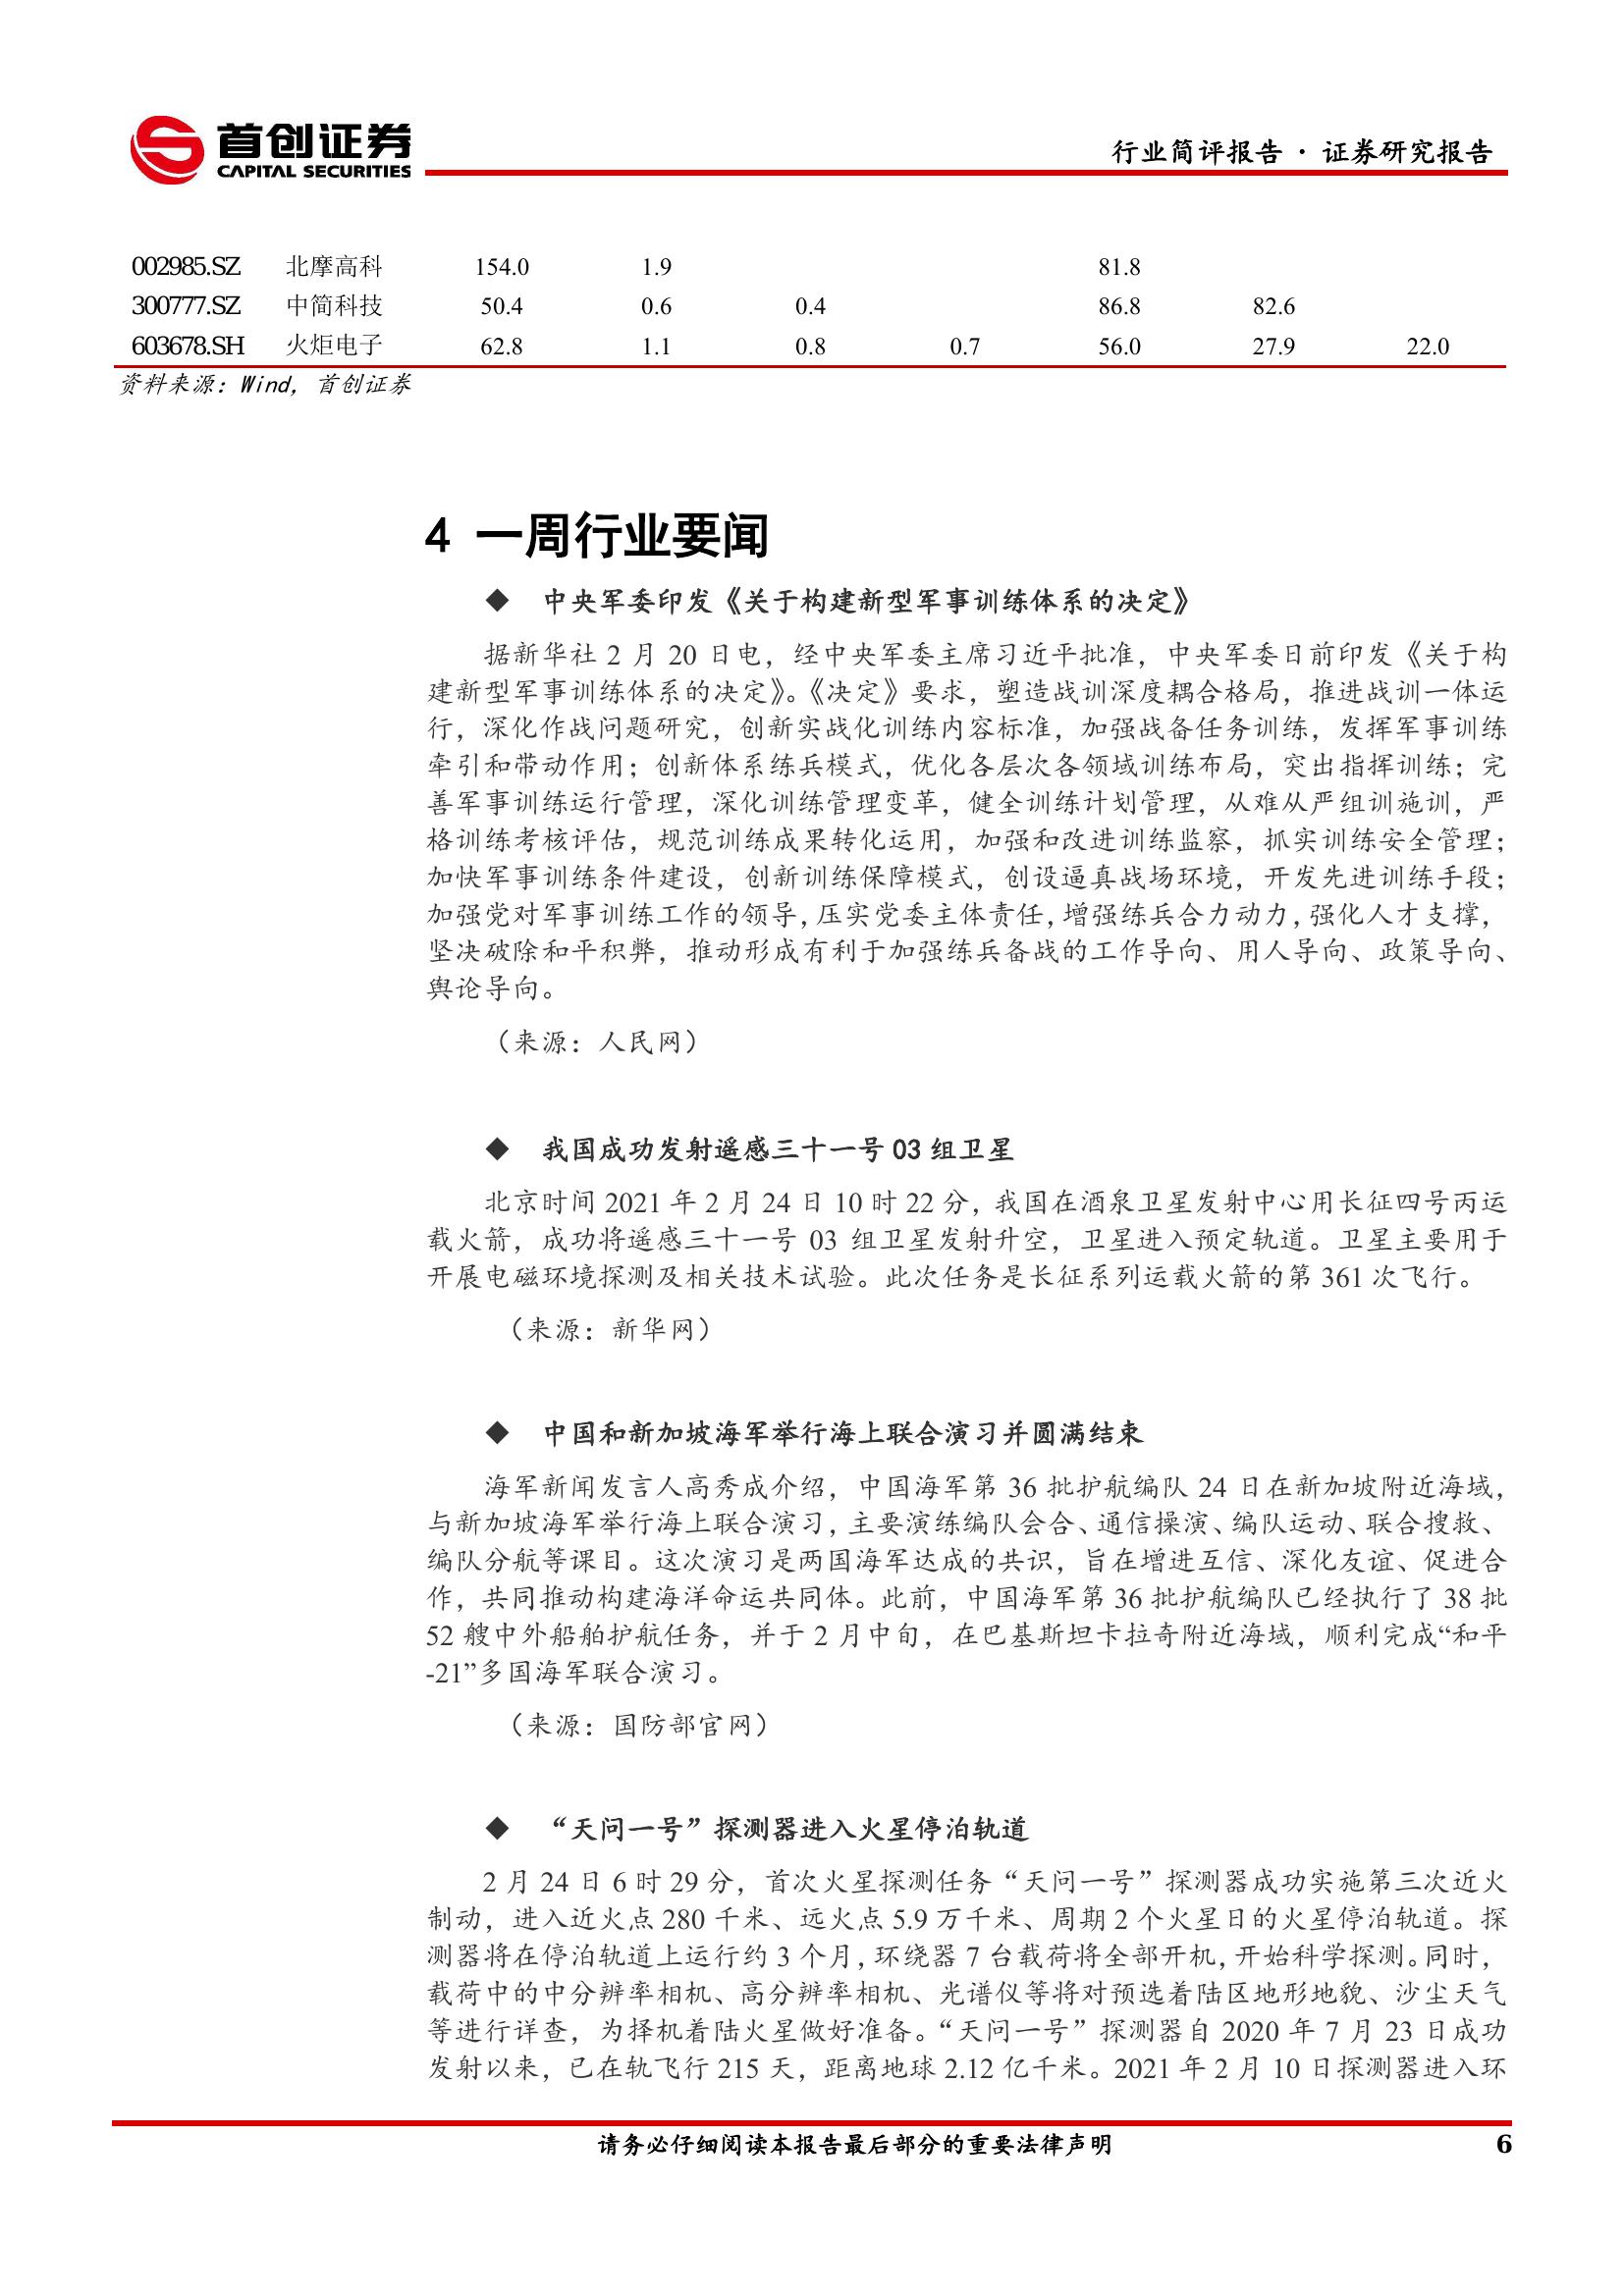 首创证券
CAPITAL SECURITIES
行业简评报告 · 证券研究报告
002985.SZ 北摩高科 154.0 1.9 81.8
300777.SZ 中简科技 50.4 0.6 0.4 86.8 82.6
603678.SH 火炬电子 62.8 1.1 0.8 0.7 56.0 27.9 22.0
资料来源：Wind，首创证券
4 一周行业要闻
◆ 中央军委印发《关于构建新型军事训练体系的决定》
据新华社 2 月 20 日电，经中央军委主席习近平批准，中央军委日前印发《关于构
建新型军事训练体系的决定》。《决定》要求，塑造战训深度耦合格局，推进战训一体运
行，深化作战问题研究，创新实战化训练内容标准，加强战备任务训练，发挥军事训练
牵引和带动作用；创新体系练兵模式，优化各层次各领域训练布局，突出指挥训练；完
善军事训练运行管理，深化训练管理变革，健全训练计划管理，从难从严组训施训，严
格训练考核评估，规范训练成果转化运用，加强和改进训练监察，抓实训练安全管理；
加快军事训练条件建设，创新训练保障模式，创设逼真战场环境，开发先进训练手段；
加强党对军事训练工作的领导，压实党委主体责任，增强练兵合力动力，强化人才支撑，
坚决破除和平积弊，推动形成有利于加强练兵备战的工作导向、用人导向、政策导向、
舆论导向。
（来源：人民网）
◆ 我国成功发射遥感三十一号 03 组卫星
北京时间 2021 年 2 月 24 日 10 时 22 分，我国在酒泉卫星发射中心用长征四号丙运
载火箭，成功将遥感三十一号 03 组卫星发射升空，卫星进入预定轨道。卫星主要用于
开展电磁环境探测及相关技术试验。此次任务是长征系列运载火箭的第 361 次飞行。
（来源：新华网）
◆ 中国和新加坡海军举行海上联合演习并圆满结束
海军新闻发言人高秀成介绍，中国海军第 36 批护航编队 24 日在新加坡附近海域，
与新加坡海军举行海上联合演习，主要演练编队会合、通信操演、编队运动、联合搜救、
编队分航等课目。这次演习是两国海军达成的共识，旨在增进互信、深化友谊、促进合
作，共同推动构建海洋命运共同体。此前，中国海军第 36 批护航编队已经执行了 38 批
52 艘中外船舶护航任务，并于 2 月中旬，在巴基斯坦卡拉奇附近海域，顺利完成“和平
-21”多国海军联合演习。
（来源：国防部官网）
◆ “天问一号”探测器进入火星停泊轨道
2 月 24 日 6 时 29 分，首次火星探测任务“天问一号”探测器成功实施第三次近火
制动，进入近火点 280 千米、远火点 5.9 万千米、周期 2 个火星日的火星停泊轨道。探
测器将在停泊轨道上运行约 3 个月，环绕器 7 台载荷将全部开机，开始科学探测。同时，
载荷中的中分辨率相机、高分辨率相机、光谱仪等将对预选着陆区地形地貌、沙尘天气
等进行详查，为择机着陆火星做好准备。“天问一号”探测器自 2020 年 7 月 23 日成功
发射以来，已在轨飞行 215 天，距离地球 2.12 亿千米。2021 年 2 月 10 日探测器进入环
请务必仔细阅读本报告最后部分的重要法律声明 6